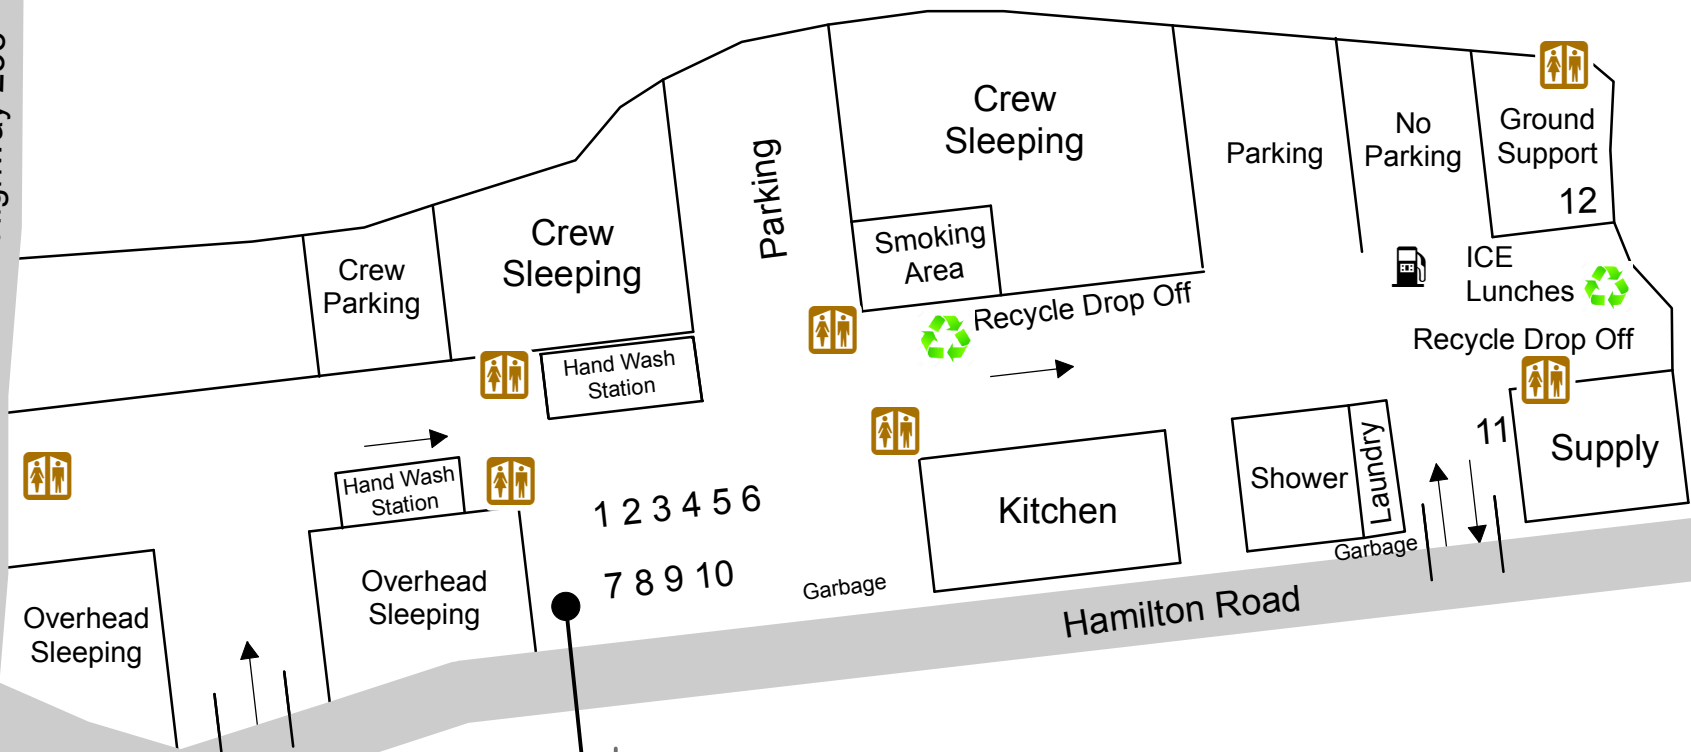 Crew
Sleeping
Parking
No
Parking
Ground
Support
12
Parking
Crew
Sleeping
Smoking
Area
Crew
Parking
ICE
Lunches
Recycle Drop Off
Recycle Drop Off
Hand Wash
Station
Hand Wash
Station
1 2 3 4 5 6
7 8 9 10
Kitchen
Shower
Laundry
11
Supply
Garbage
Garbage
Overhead
Sleeping
Overhead
Sleeping
Hamilton Road